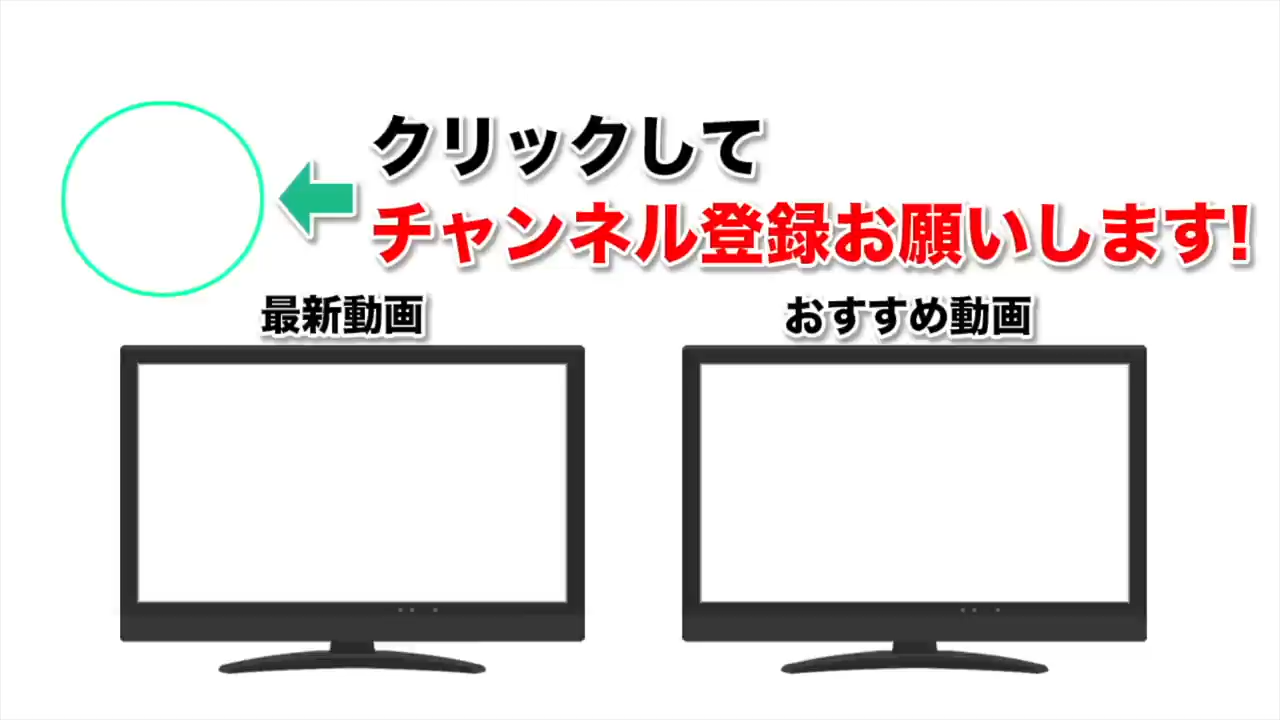 クリックして
チャンネル登録お願いします!
最新動画
おすすめ動画